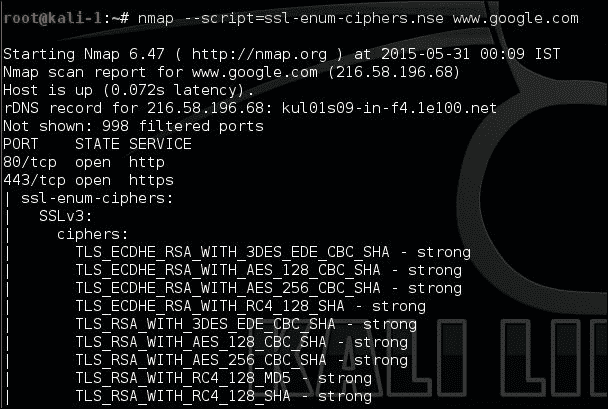 root@kali-1:~# nmap --script=ssl-enum-ciphers.nse www.google.com
Starting Nmap 6.47 ( http://nmap.org ) at 2015-05-31 00:09 IST
Nmap scan report for www.google.com (216.58.196.68)
Host is up (0.072s latency).
rDNS record for 216.58.196.68: kul01s09-in-f4.1e100.net
Not shown: 998 filtered ports
PORT    STATE SERVICE
80/tcp  open  http
443/tcp open  https
| ssl-enum-ciphers:
|   SSLv3:
|     ciphers:
|       TLS_ECDHE_RSA_WITH_3DES_EDE_CBC_SHA - strong
|       TLS_ECDHE_RSA_WITH_AES_128_CBC_SHA - strong
|       TLS_ECDHE_RSA_WITH_AES_256_CBC_SHA - strong
|       TLS_ECDHE_RSA_WITH_RC4_128_SHA - strong
|       TLS_RSA_WITH_3DES_EDE_CBC_SHA - strong
|       TLS_RSA_WITH_AES_128_CBC_SHA - strong
|       TLS_RSA_WITH_AES_256_CBC_SHA - strong
|       TLS_RSA_WITH_RC4_128_MD5 - strong
|       TLS_RSA_WITH_RC4_128_SHA - strong
KALI LI